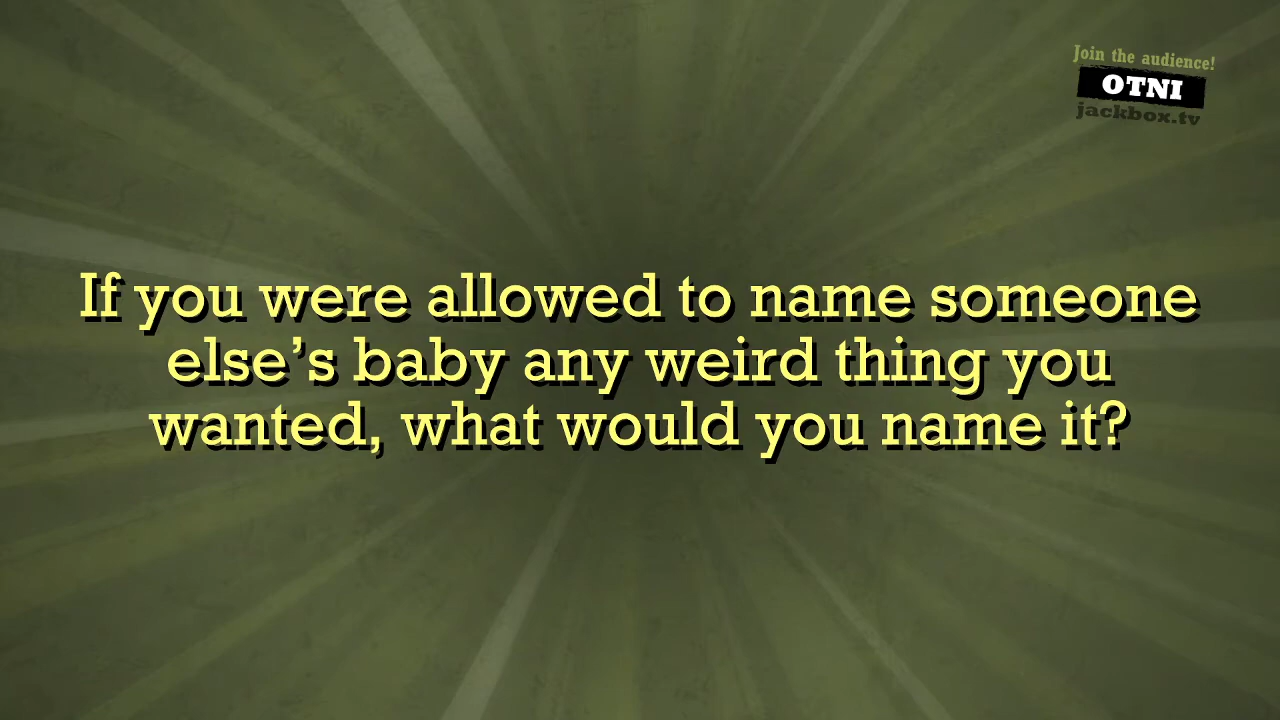 Join the audience!
OTNI
jackbox.tv
If you were allowed to name someone
else’s baby any weird thing you
wanted, what would you name it?